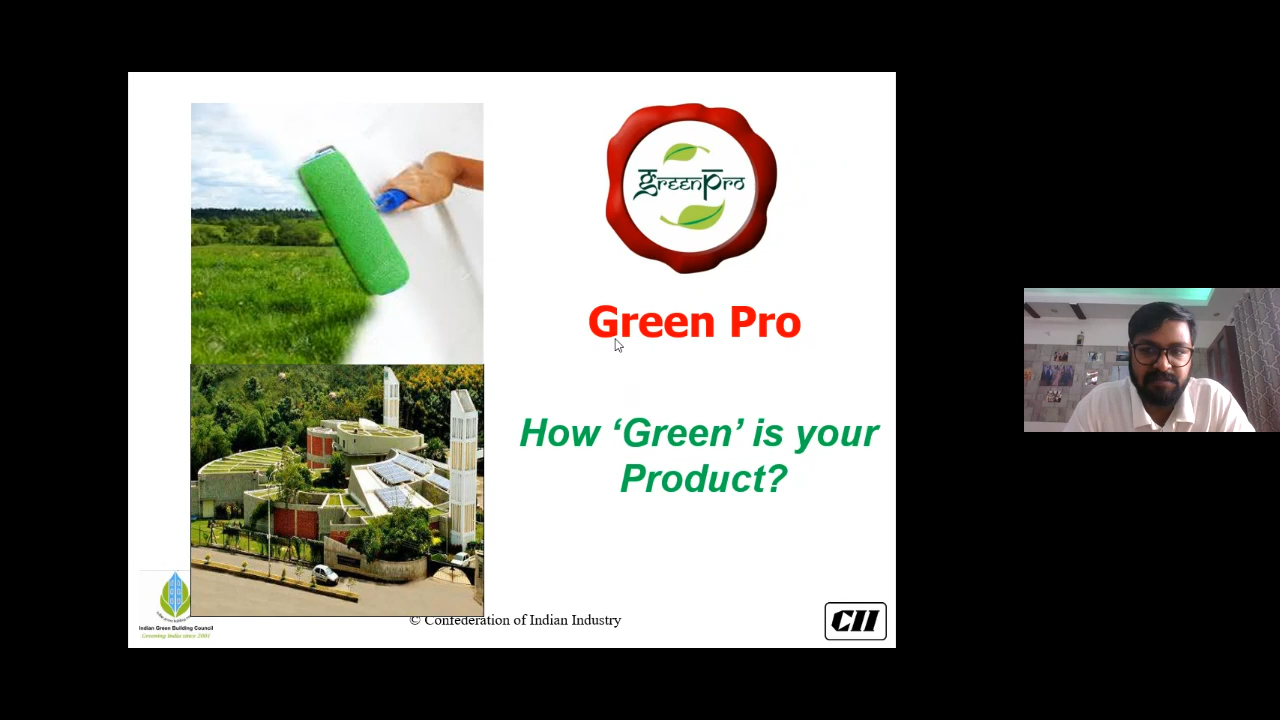 GreenPro
Green Pro
How ‘Green’ is your
Product?
Indian Green Building Council
Greening India since 2001
© Confederation of Indian Industry
CII